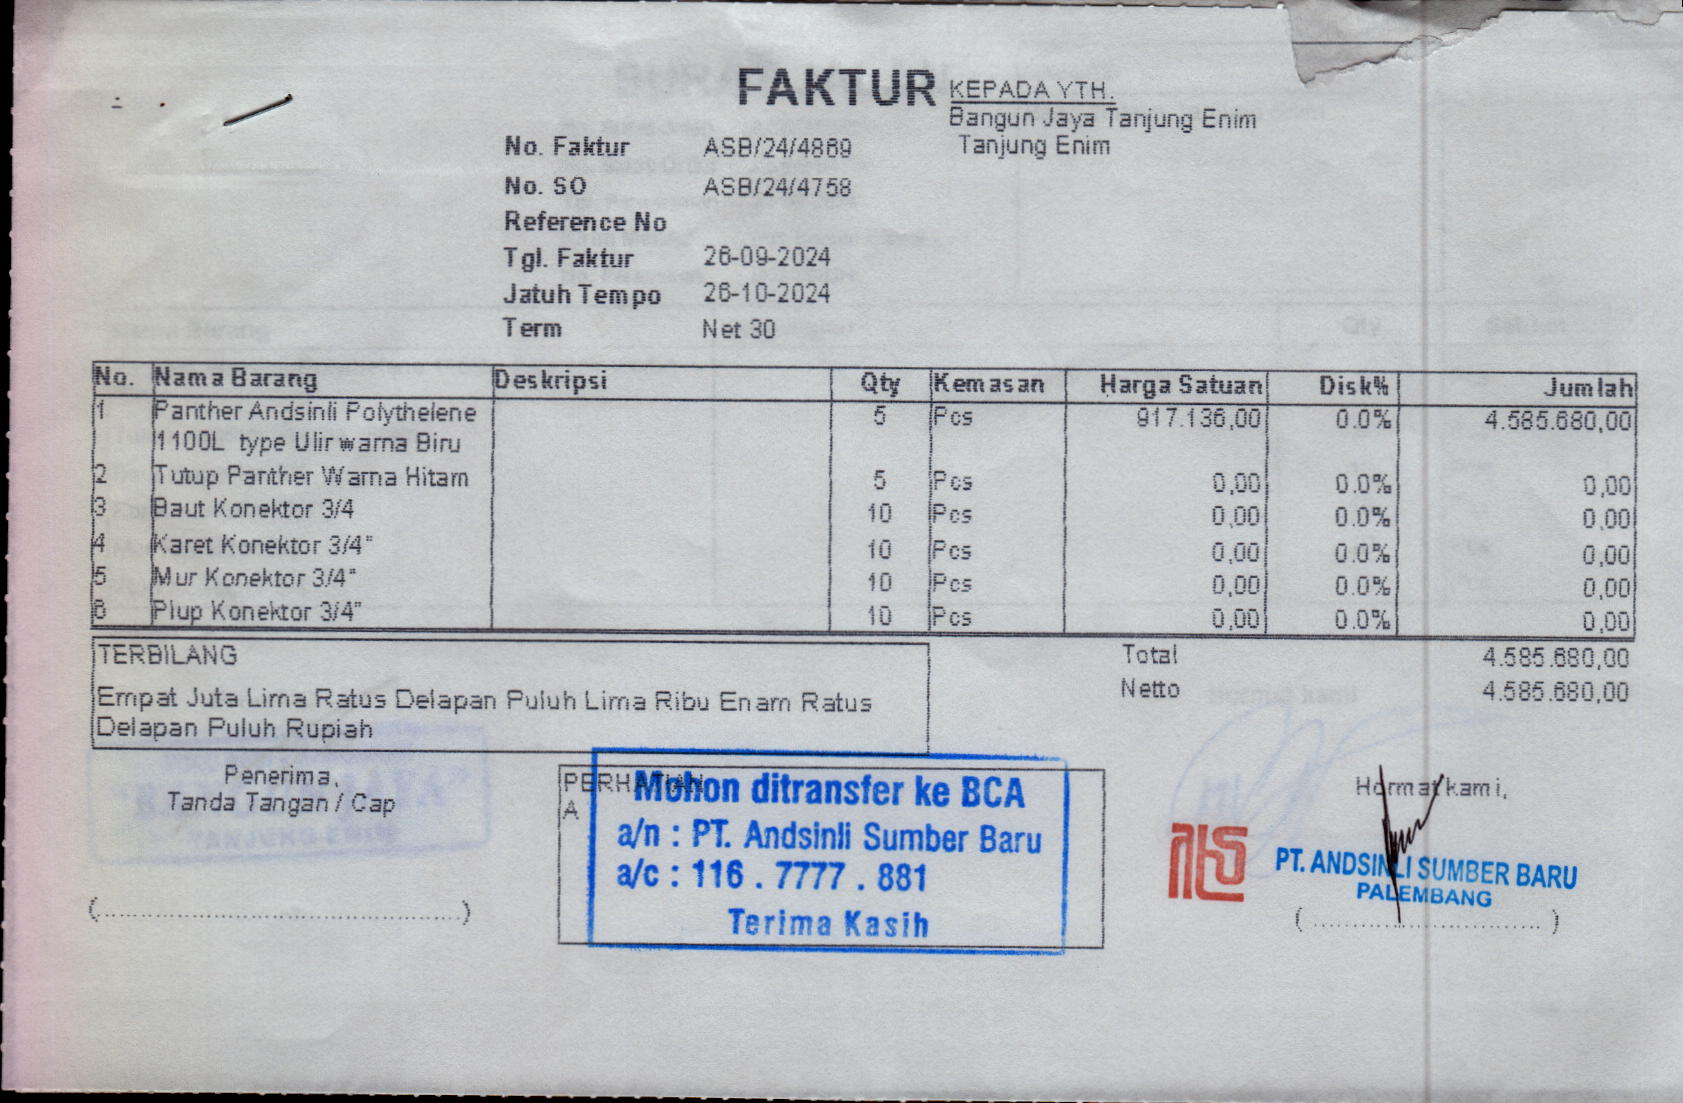 FAKTUR
KEPADA YTH.
Bangun Jaya Tanjung Enim
Tanjung Enim
No. Faktur ASB/24/4869
No. SO ASB/24/4758
Reference No
Tgl. Faktur 26-09-2024
Jatuh Tempo 26-10-2024
Term Net 30
No. Nama Barang Deskripsi Qty Kemasan Harga Satuan Disk% Jumlah
1 Panther Andsinli Polythelene 5 Pcs 917.136,00 0.0% 4.585.680,00
1100L type Ulir warna Biru
2 Tutup Panther Warna Hitam 5 Pcs 0,00 0.0% 0,00
3 Baut Konektor 3/4 10 Pcs 0,00 0.0% 0,00
4 Karet Konektor 3/4" 10 Pcs 0,00 0.0% 0,00
5 Mur Konektor 3/4" 10 Pcs 0,00 0.0% 0,00
6 Plup Konektor 3/4" 10 Pcs 0,00 0.0% 0,00
TERBILANG
Empat Juta Lima Ratus Delapan Puluh Lima Ribu Enam Ratus
Delapan Puluh Rupiah
Total 4.585.680,00
Netto 4.585.680,00
Penerima,
Tanda Tangan / Cap
(......................................)
PERHATIAN
A
Mohon ditransfer ke BCA
a/n : PT. Andsinli Sumber Baru
a/c : 116 . 7777 . 881
Terima Kasih
Hormat kami,
PT. ANDSINLI SUMBER BARU
PALEMBANG
(..............................)